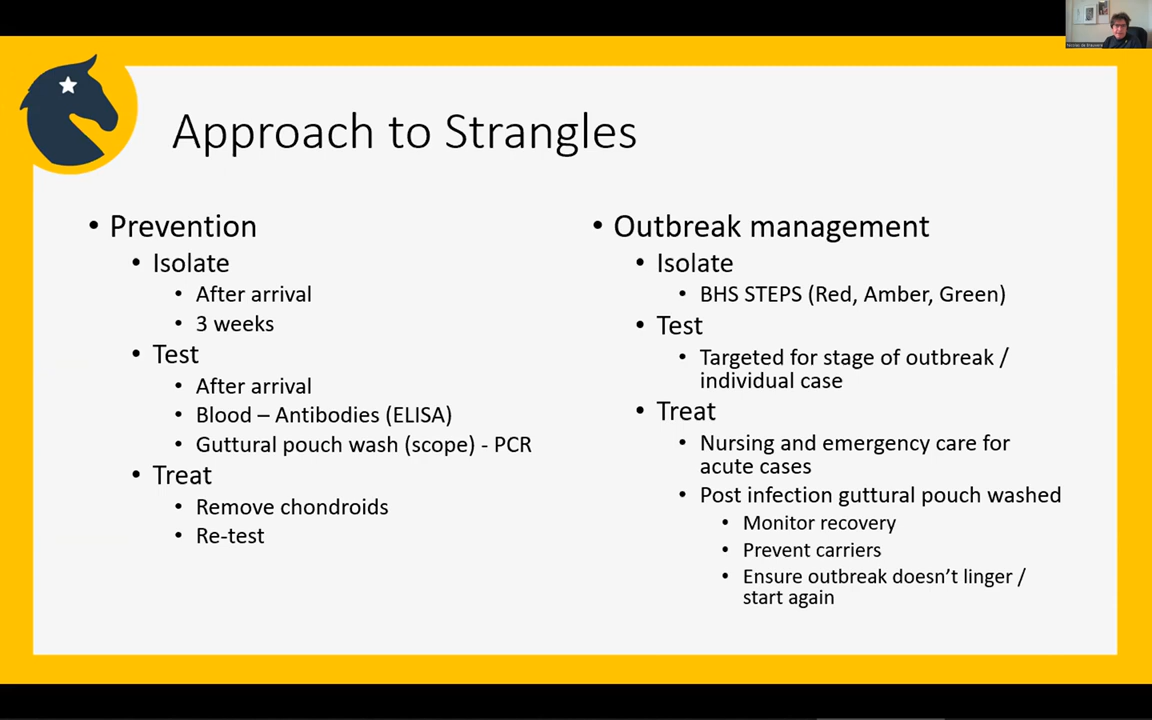 Approach to Strangles
• Prevention
• Isolate
• After arrival
• 3 weeks
• Test
• After arrival
• Blood – Antibodies (ELISA)
• Guttural pouch wash (scope) - PCR
• Treat
• Remove chondroids
• Re-test
• Outbreak management
• Isolate
• BHS STEPS (Red, Amber, Green)
• Test
• Targeted for stage of outbreak /
individual case
• Treat
• Nursing and emergency care for
acute cases
• Post infection guttural pouch washed
• Monitor recovery
• Prevent carriers
• Ensure outbreak doesn’t linger /
start again